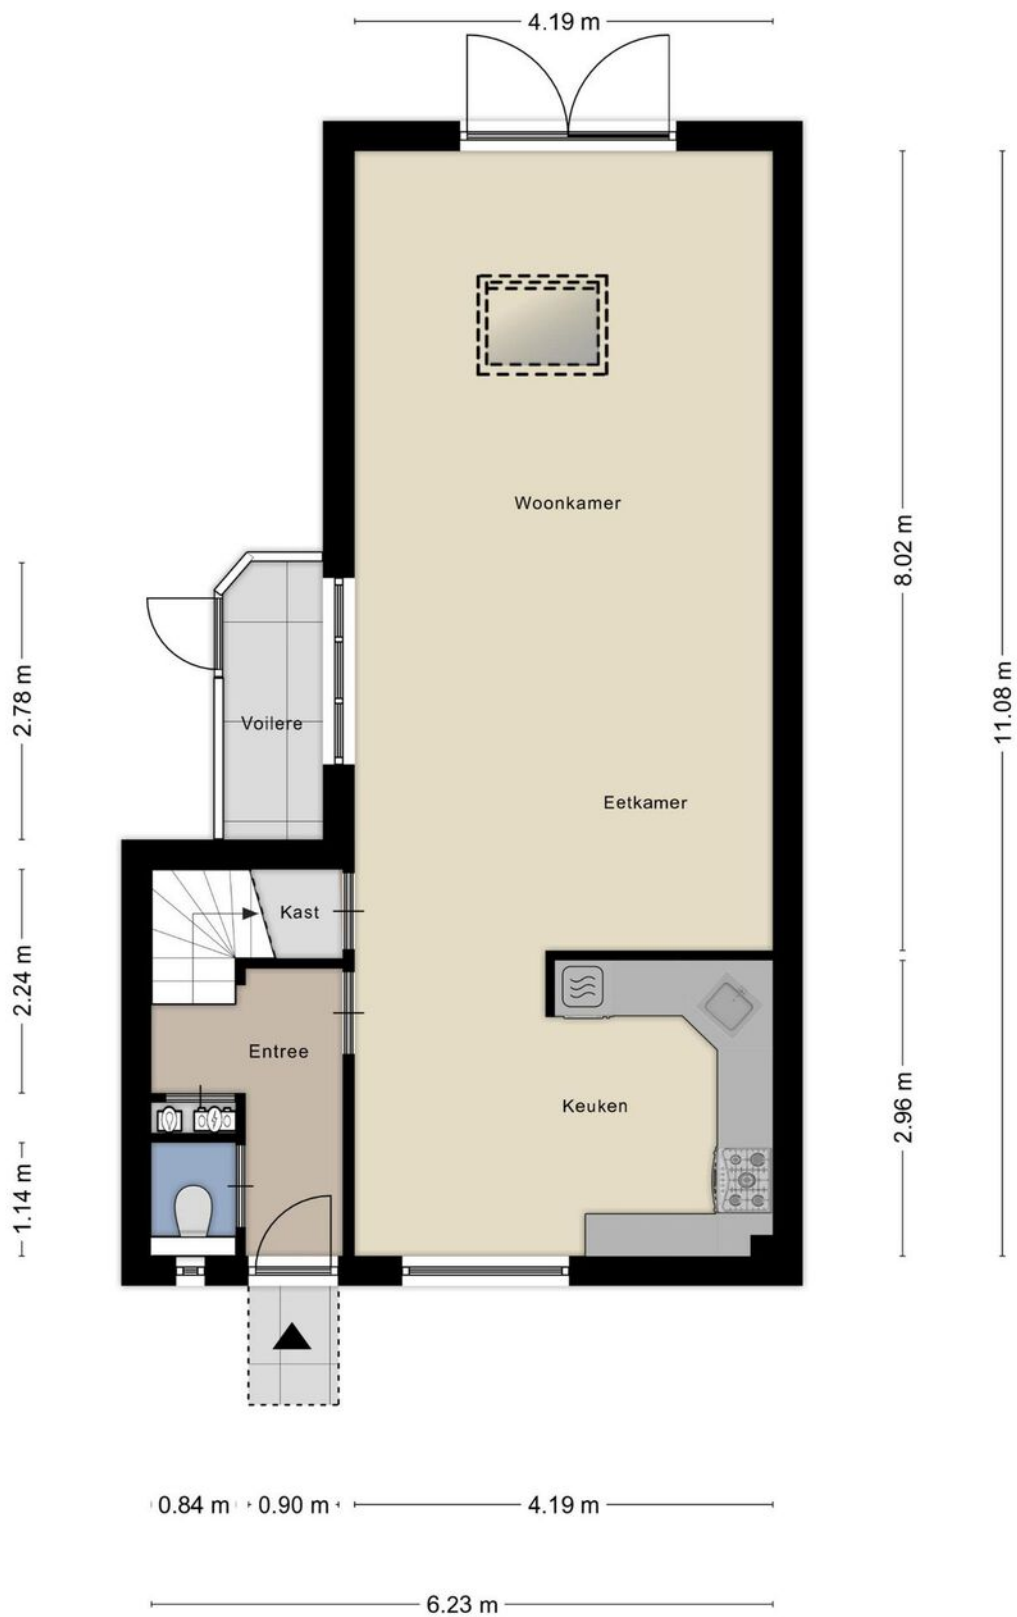 4.19 m
Woonkamer
8.02 m
11.08 m
2.78 m
Voilere
Eetkamer
Kast
2.24 m
Entree
Keuken
2.96 m
1.14 m
0.84 m
0.90 m
4.19 m
6.23 m